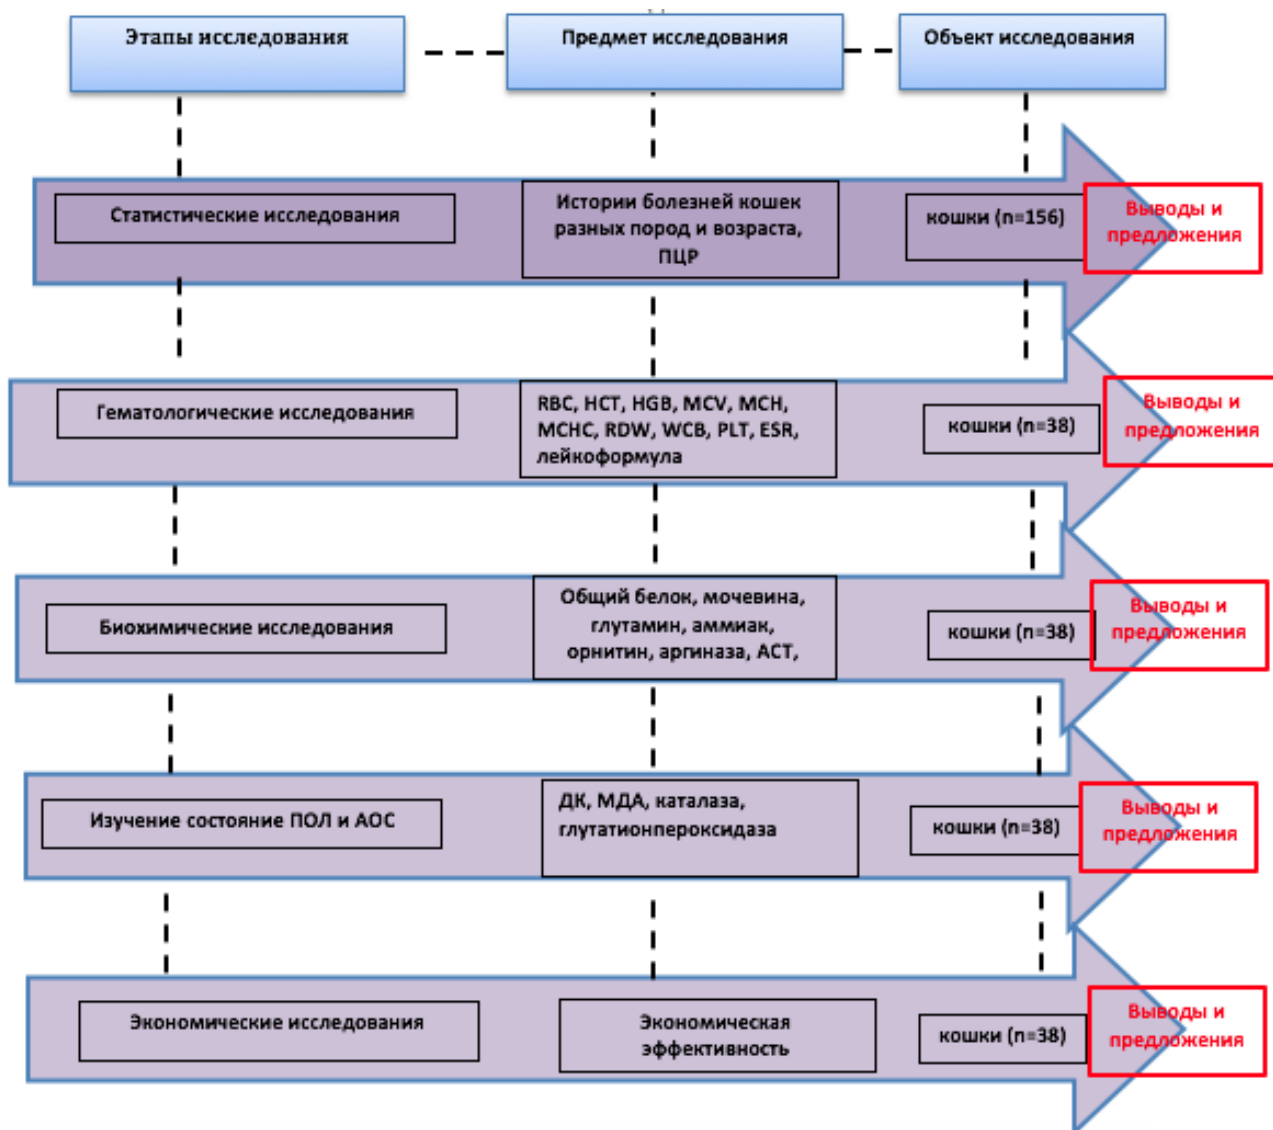 Этапы исследования
Предмет исследования
Объект исследования
Статистические исследования
Истории болезней кошек
разных пород и возраста,
ПЦР
кошки (n=156)
Выводы и
предложения
Гематологические исследования
RBC, HCT, HGB, MCV, MCH,
MCHC, RDW, WCB, PLT, ESR,
лейкоформула
кошки (n=38)
Выводы и
предложения
Биохимические исследования
Общий белок, мочевина,
глутамин, аммиак,
орнитин, аргиназа, АСТ,
кошки (n=38)
Выводы и
предложения
Изучение состояние ПОЛ и АОС
ДК, МДА, каталаза,
глутатионпероксидаза
кошки (n=38)
Выводы и
предложения
Экономические исследования
Экономическая
эффективность
кошки (n=38)
Выводы и
предложения